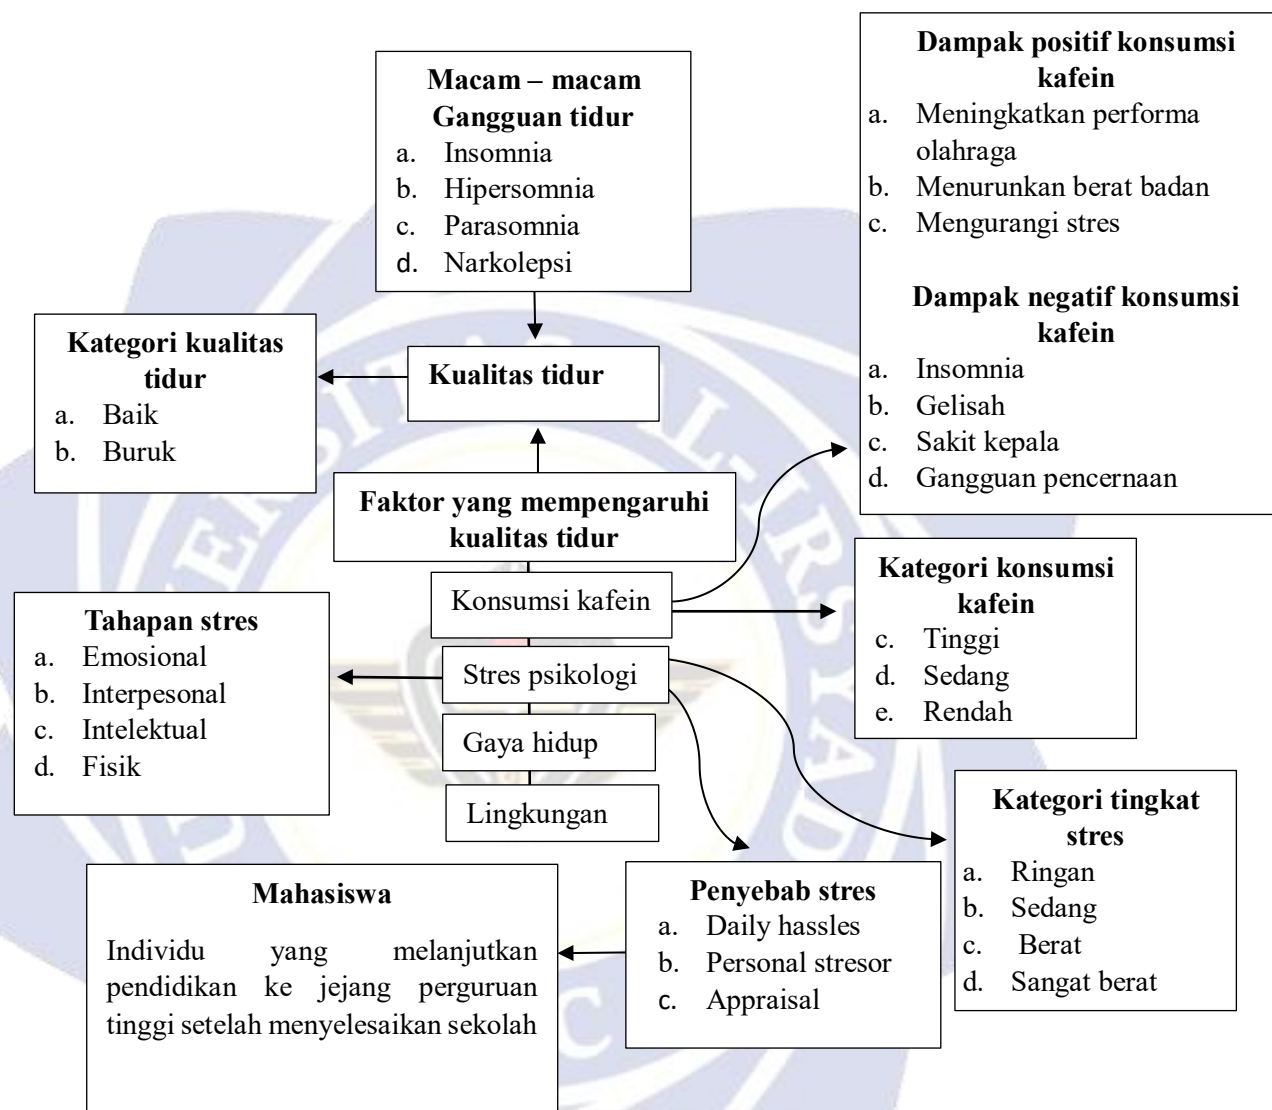 Dampak positif konsumsi
kafein
a. Meningkatkan performa
olahraga
b. Menurunkan berat badan
c. Mengurangi stres
Dampak negatif konsumsi
kafein
a. Insomnia
b. Gelisah
c. Sakit kepala
d. Gangguan pencernaan
Macam – macam
Gangguan tidur
a. Insomnia
b. Hipersomnia
c. Parasomnia
d. Narkolepsi
Kategori kualitas
tidur
a. Baik
b. Buruk
Kualitas tidur
Faktor yang mempengaruhi
kualitas tidur
Konsumsi kafein
Stres psikologi
Gaya hidup
Lingkungan
Kategori konsumsi
kafein
c. Tinggi
d. Sedang
e. Rendah
Tahapan stres
a. Emosional
b. Interpesonal
c. Intelektual
d. Fisik
Kategori tingkat
stres
a. Ringan
b. Sedang
c. Berat
d. Sangat berat
Penyebab stres
a. Daily hassles
b. Personal stresor
c. Appraisal
Mahasiswa
Individu yang melanjutkan
pendidikan ke jejang perguruan
tinggi setelah menyelesaikan sekolah